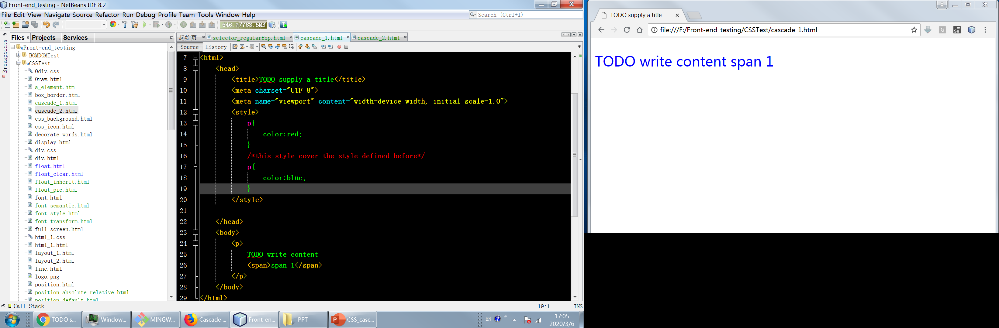 Front-end_testing - NetBeans IDE 8.2
File Edit View Navigate Source Refactor Run Debug Profile Team Tools Window Help
Search (Ctrl+I)
646.7/763.5MB
Breakpoints
Files Projects Services
Front-end_testing
BOMDOMTest
CSSTest
0div.css
0raw.html
a_element.html
box_border.html
cascade_1.html
cascade_2.html
css_background.html
css_icon.html
decorate_words.html
display.html
div.css
div.html
float.html
float_clear.html
float_inherit.html
float_pic.html
font.html
font_semantic.html
font_style.html
font_transform.html
full_screen.html
html_1.css
html_1.html
layout_1.html
layout_2.html
line.html
logo.png
position.html
position_absolute_relative.html
position_default.html
起始页 selector_regularExp.html cascade_1.html cascade_2.html
Source History
7 <html>
8 <head>
9 <title>TODO supply a title</title>
10 <meta charset="UTF-8">
11 <meta name="viewport" content="width=device-width, initial-scale=1.0">
12 <style>
13 p{
14 color:red;
15 }
16 /*this style cover the style defined before*/
17 p{
18 color:blue;
19 }
20 </style>
21
22 </head>
23 <body>
24 <p>
25 TODO write content
26 <span>span 1</span>
27 </p>
28 </body>
29 </html>
Call Stack
19:1 INS
TODO s... Window... MINGW... Cascade ... Front-en... PPT CSS_casc...
EN
17:05
2020/3/6
TODO supply a title
file:///F:/Front-end_testing/CSSTest/cascade_1.html
G Se
TODO write content span 1